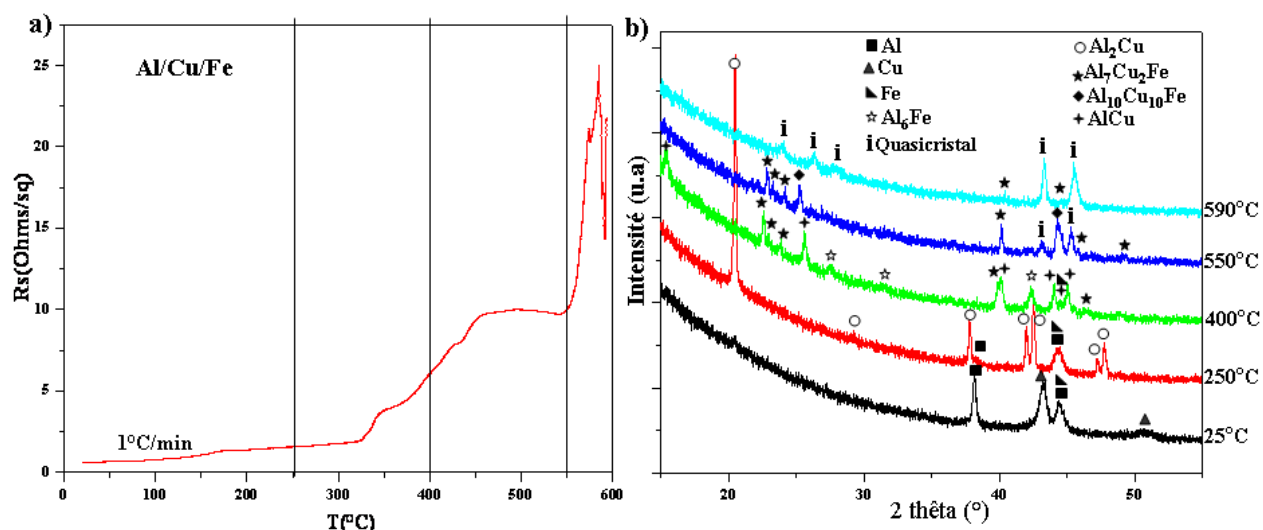 a)
Al/Cu/Fe
1°C/min
Rs(Ohms/sq)
25
20
15
10
5
0
0
100
200
300
400
500
600
T(°C)
b)
Al
Cu
Fe
Al6Fe
i Quasicristal
Al2Cu
Al7Cu2Fe
Al10Cu10Fe
AlCu
i
i
i
i
i
i
i
590°C
550°C
400°C
250°C
25°C
Intensité (u.a)
20
30
40
50
2 thêta (°)